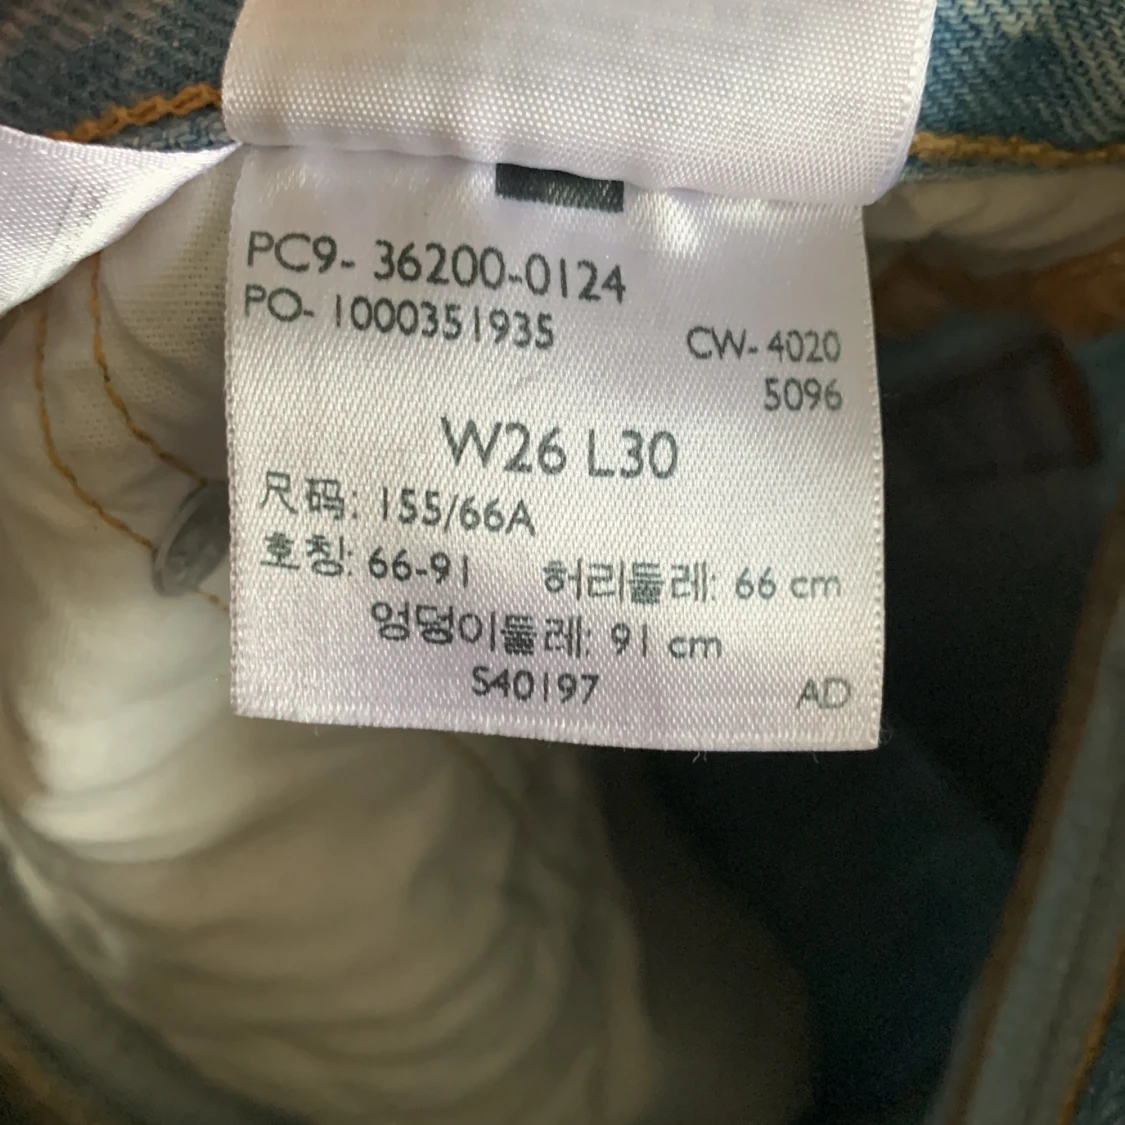 PC9- 36200-0124
PO- 1000351935
CW- 4020
5096
W26 L30
尺码: 155/66A
호칭: 66-91 허리둘레: 66 cm
엉덩이둘레: 91 cm
S40197 AD